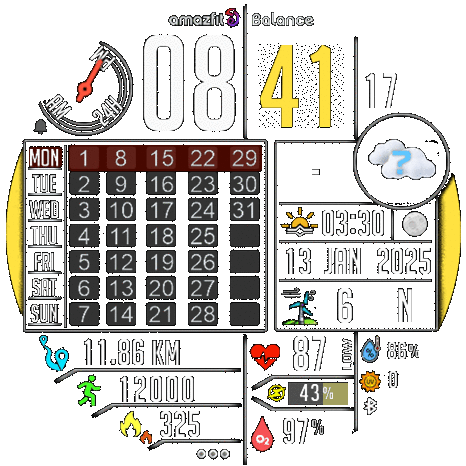 amazfit Balance
08 41 17
AM 24H
MON 1 8 15 22 29
TUE 2 9 16 23 30
WED 3 10 17 24 31
THU 4 11 18 25
FRI 5 12 19 26
SAT 6 13 20 27
SUN 7 14 21 28
-
?
03:30
13 JAN 2025
6 N
11.86 KM
12000
325
87 LOW
43%
O2 97%
% 86%
UV 0